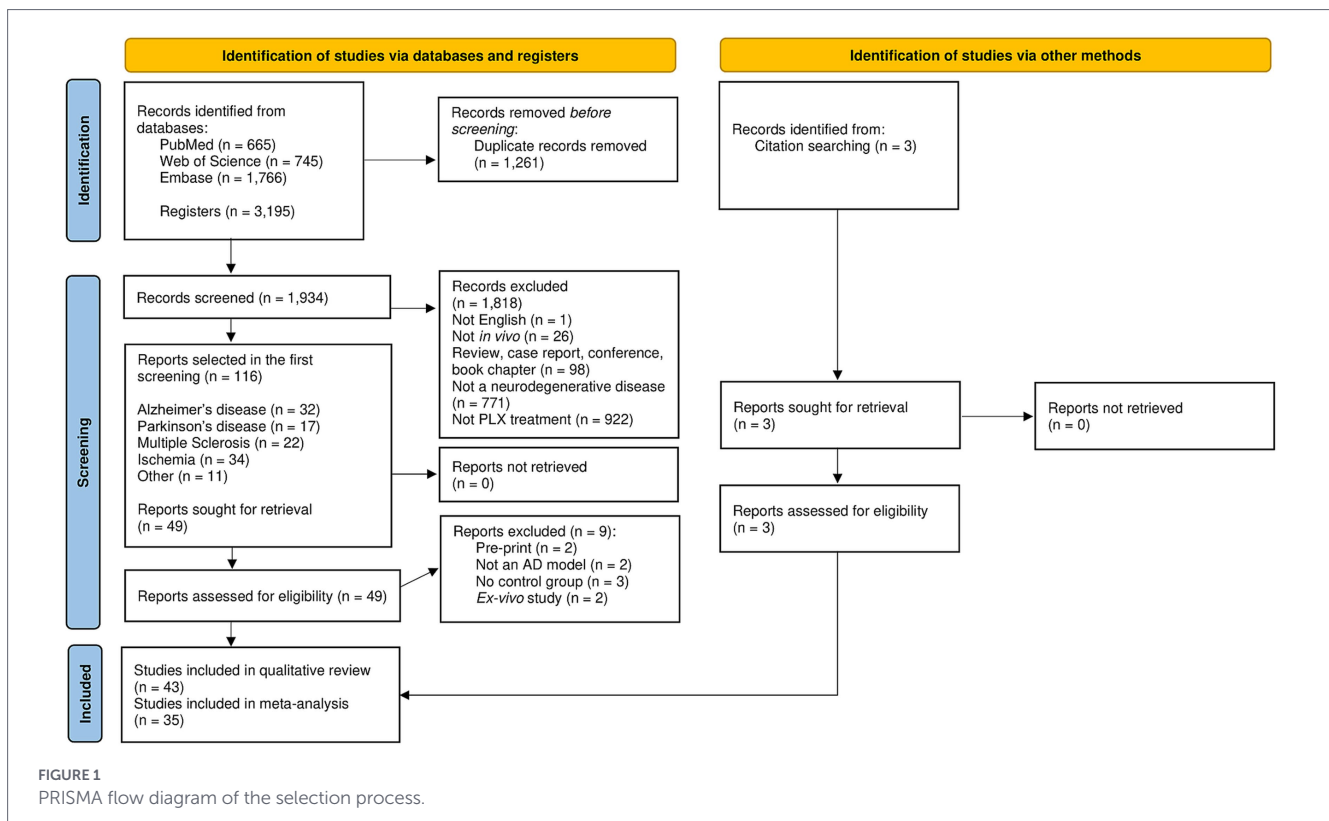 Identification of studies via databases and registers
Identification of studies via other methods
Identification
Records identified from
databases:
PubMed (n = 665)
Web of Science (n = 745)
Embase (n = 1,766)
Registers (n = 3,195)
Records removed before
screening:
Duplicate records removed
(n = 1,261)
Records identified from:
Citation searching (n = 3)
Screening
Records screened (n = 1,934)
Records excluded
(n = 1,818)
Not English (n = 1)
Not in vivo (n = 26)
Review, case report, conference,
book chapter (n = 98)
Not a neurodegenerative disease
(n = 771)
Not PLX treatment (n = 922)
Reports selected in the first
screening (n = 116)
Alzheimer's disease (n = 32)
Parkinson's disease (n = 17)
Multiple Sclerosis (n = 22)
Ischemia (n = 34)
Other (n = 11)
Reports sought for retrieval
(n = 49)
Reports not retrieved
(n = 0)
Reports sought for retrieval
(n = 3)
Reports not retrieved
(n = 0)
Reports assessed for eligibility (n = 49)
Reports excluded (n = 9):
Pre-print (n = 2)
Not an AD model (n = 2)
No control group (n = 3)
Ex-vivo study (n = 2)
Reports assessed for eligibility
(n = 3)
Included
Studies included in qualitative review
(n = 43)
Studies included in meta-analysis
(n = 35)
FIGURE 1
PRISMA flow diagram of the selection process.